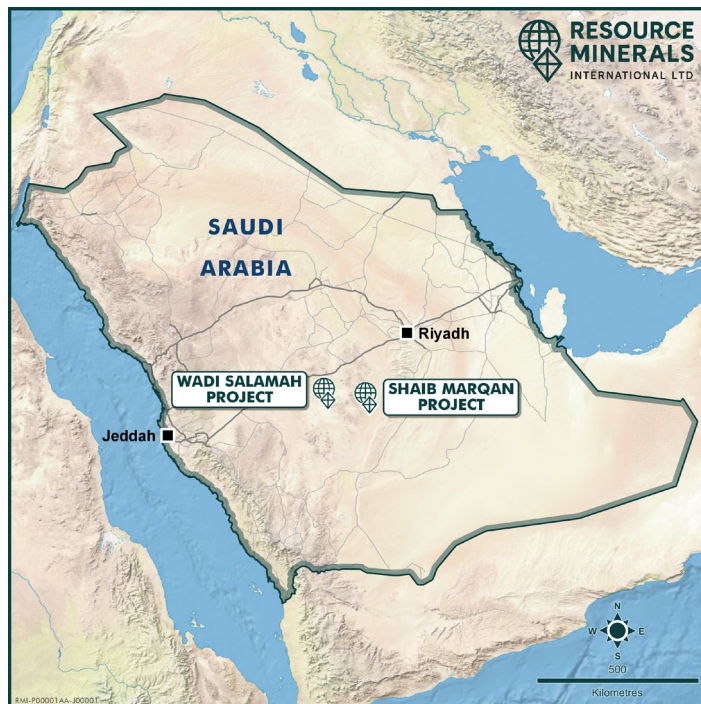 RESOURCE
MINERALS
INTERNATIONAL LTD
SAUDI
ARABIA
Riyadh
WADI SALAMAH
PROJECT
SHAIB MARQAN
PROJECT
Jeddah
N
W E
S
500
Kilometres
RMI-P00001AA-J0000T